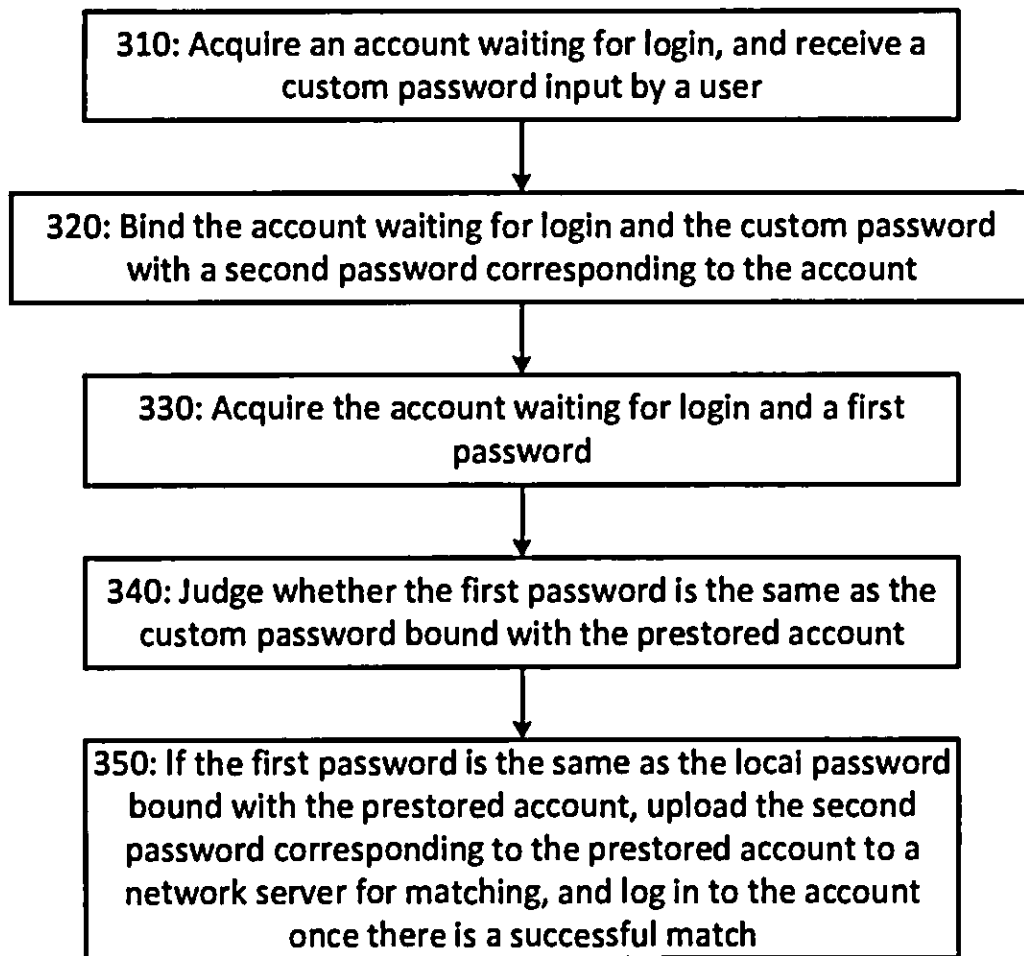 310: Acquire an account waiting for login, and receive a
custom password input by a user
320: Bind the account waiting for login and the custom password
with a second password corresponding to the account
330: Acquire the account waiting for login and a first
password
340: Judge whether the first password is the same as the
custom password bound with the prestored account
350: If the first password is the same as the local password
bound with the prestored account, upload the second
password corresponding to the prestored account to a
network server for matching, and log in to the account
once there is a successful match